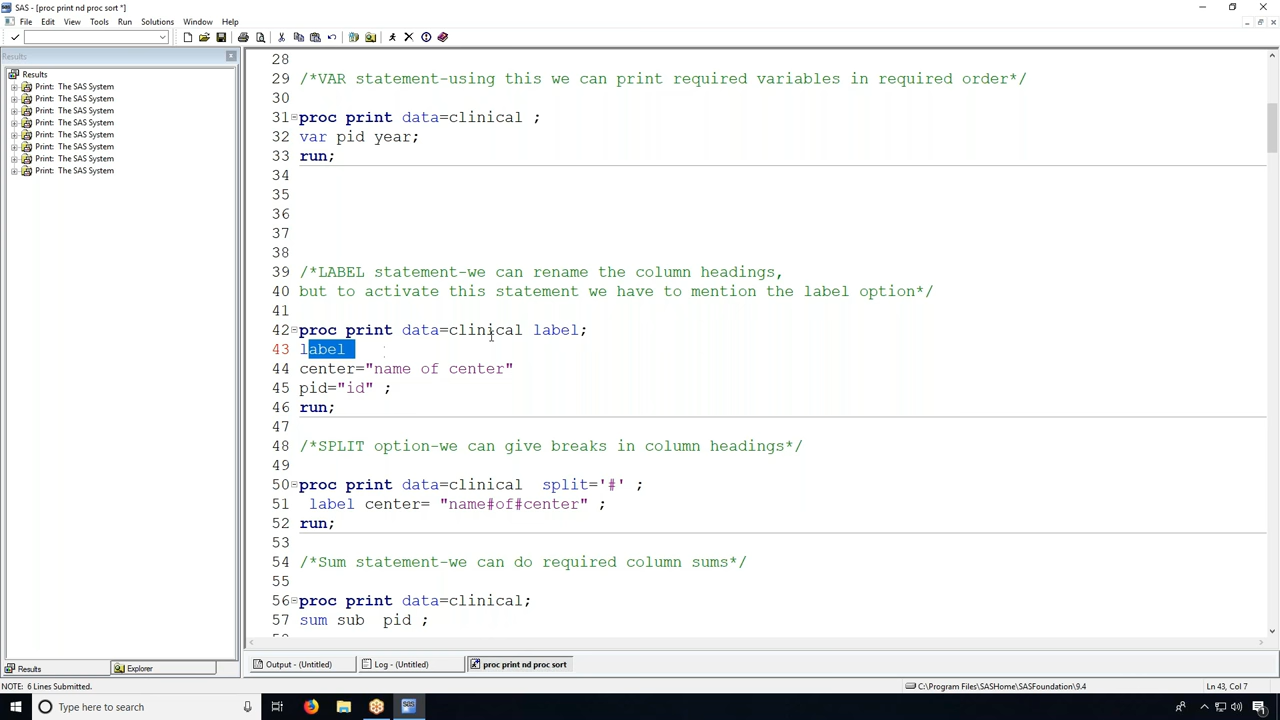 SAS - [proc print nd proc sort *]
File Edit View Tools Run Solutions Window Help
Results
Results
Print: The SAS System
Print: The SAS System
Print: The SAS System
Print: The SAS System
Print: The SAS System
Print: The SAS System
Print: The SAS System
Print: The SAS System
28
29 /*VAR statement-using this we can print required variables in required order*/
30
31 proc print data=clinical ;
32 var pid year;
33 run;
34
35
36
37
38
39 /*LABEL statement-we can rename the column headings,
40 but to activate this statement we have to mention the label option*/
41
42 proc print data=clinical label;
43 label
44 center="name of center"
45 pid="id" ;
46 run;
47
48 /*SPLIT option-we can give breaks in column headings*/
49
50 proc print data=clinical  split='#' ;
51  label center= "name#of#center" ;
52 run;
53
54 /*Sum statement-we can do required column sums*/
55
56 proc print data=clinical;
57 sum sub  pid ;
Results Explorer Output - (Untitled) Log - (Untitled) proc print nd proc sort
NOTE: 6 Lines Submitted. C:\Program Files\SASHome\SASFoundation\9.4 Ln 43, Col 7
Type here to search